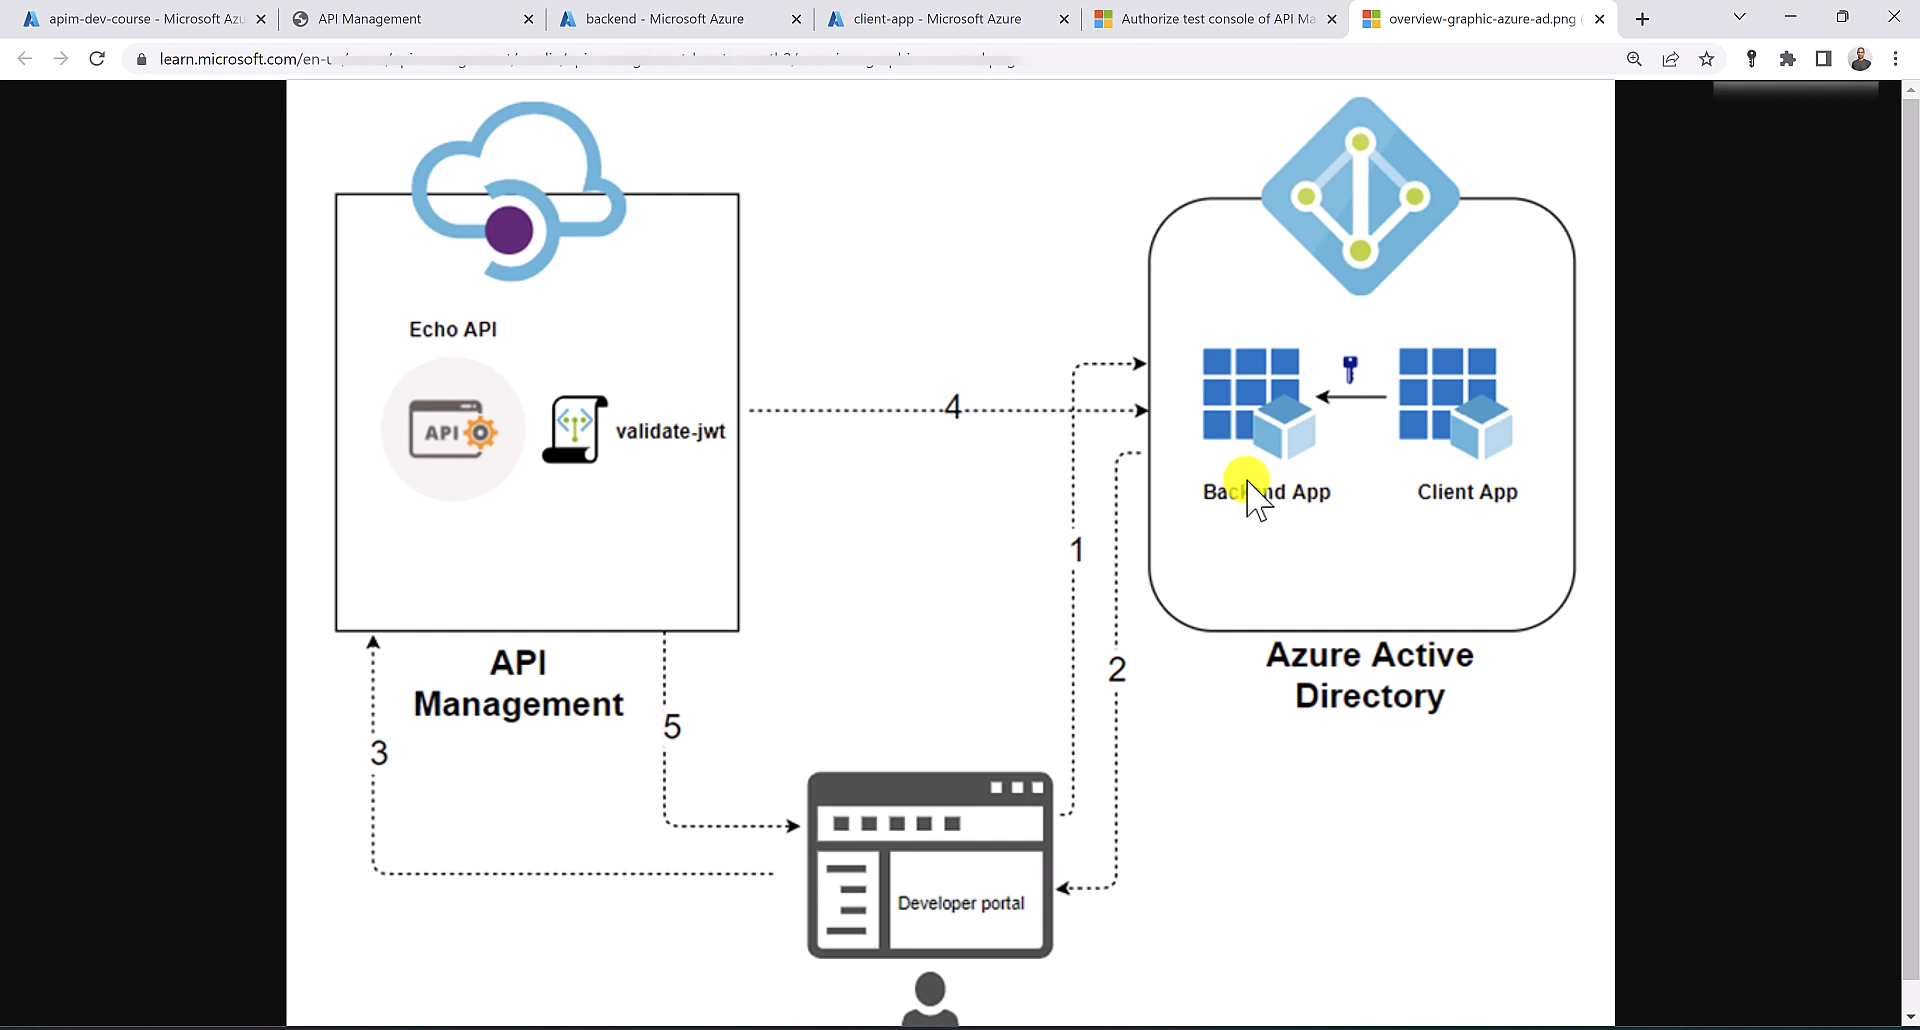 apim-dev-course - Microsoft Azu
API Management
backend - Microsoft Azure
client-app - Microsoft Azure
Authorize test console of API Ma
overview-graphic-azure-ad.png
learn.microsoft.com/en-u
Echo API
API
validate-jwt
4
Backend App
Client App
1
API
Management
Azure Active
Directory
2
5
3
Developer portal